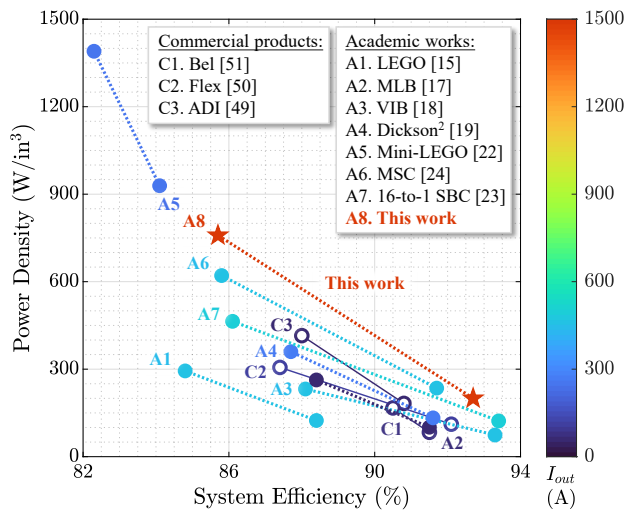 1500
1200
900
600
300
0
82
86
90
94
Power Density (W/in³)
System Efficiency (%)
Commercial products:
C1. Bel [51]
C2. Flex [50]
C3. ADI [49]
Academic works:
A1. LEGO [15]
A2. MLB [17]
A3. VIB [18]
A4. Dickson² [19]
A5. Mini-LEGO [22]
A6. MSC [24]
A7. 16-to-1 SBC [23]
A8. This work
A5
A8
A6
This work
A7
C3
A4
A1
C2
A3
C1
A2
1500
1200
900
600
300
0
I_out
(A)